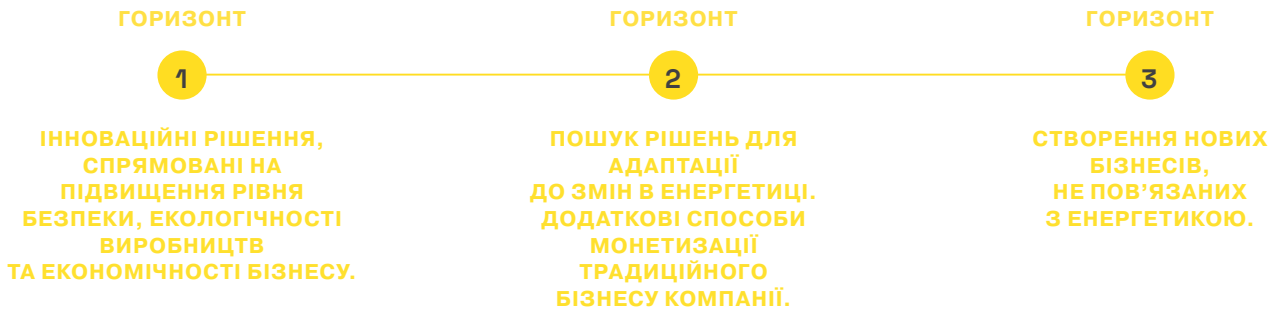 ГОРИЗОНТ
1
ІННОВАЦІЙНІ РІШЕННЯ,
СПРЯМОВАНІ НА
ПІДВИЩЕННЯ РІВНЯ
БЕЗПЕКИ, ЕКОЛОГІЧНОСТІ
ВИРОБНИЦТВ
ТА ЕКОНОМІЧНОСТІ БІЗНЕСУ.
ГОРИЗОНТ
2
ПОШУК РІШЕНЬ ДЛЯ
АДАПТАЦІЇ
ДО ЗМІН В ЕНЕРГЕТИЦІ.
ДОДАТКОВІ СПОСОБИ
МОНЕТИЗАЦІЇ
ТРАДИЦІЙНОГО
БІЗНЕСУ КОМПАНІЇ.
ГОРИЗОНТ
3
СТВОРЕННЯ НОВИХ
БІЗНЕСІВ,
НЕ ПОВ’ЯЗАНИХ
З ЕНЕРГЕТИКОЮ.